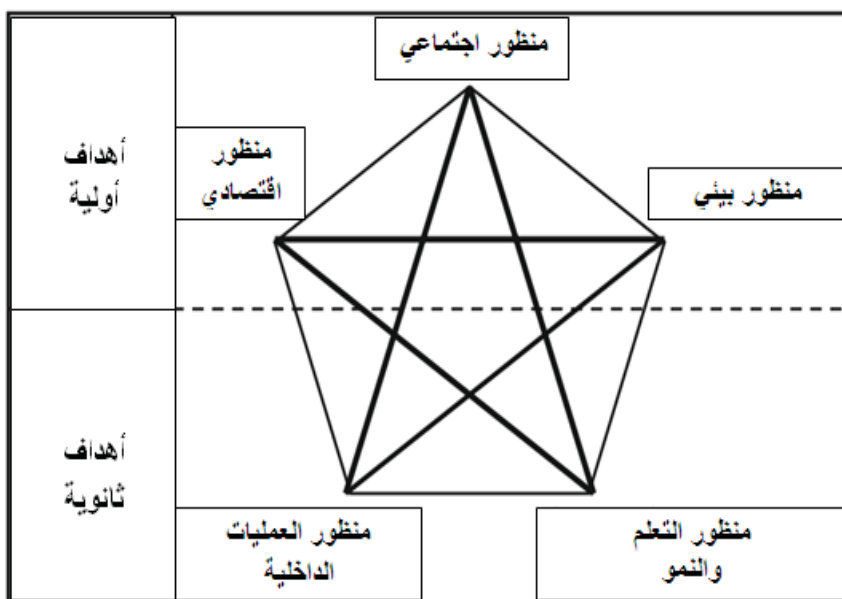 منظور اجتماعي
منظور
اقتصادي
منظور بيئي
أهداف
أولية
أهداف
ثانوية
منظور التعلم
والنمو
منظور العمليات
الداخلية